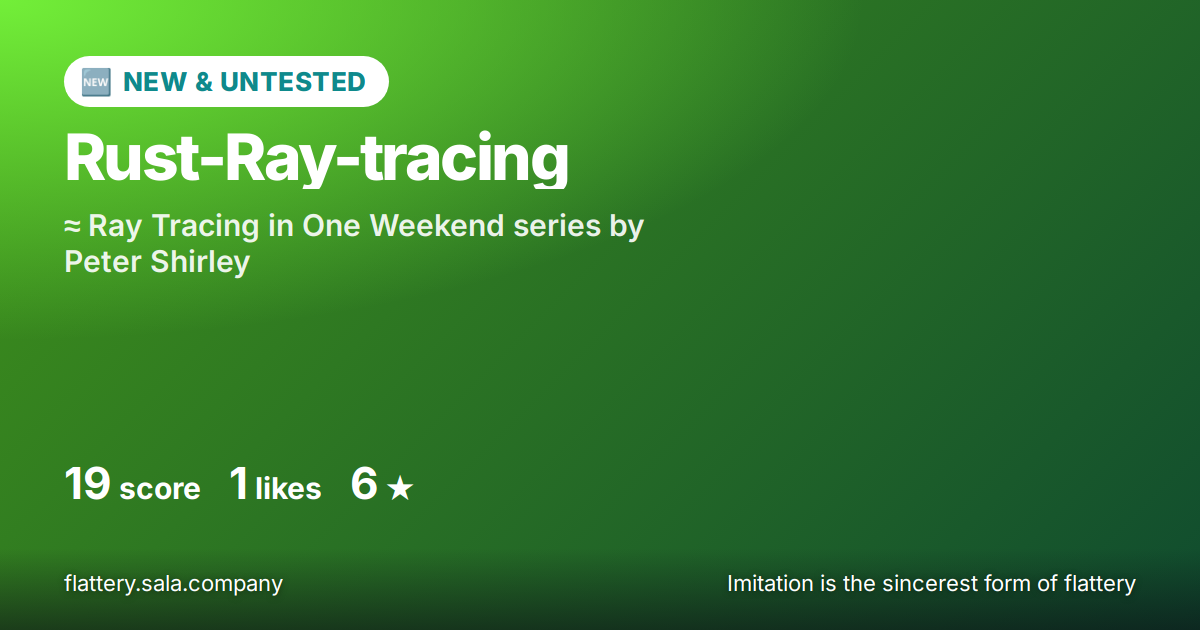 🆕 NEW & UNTESTED
Rust-Ray-tracing
≈ Ray Tracing in One Weekend series by
Peter Shirley
19 score 1 likes 6 ★
flattery.sala.company
Imitation is the sincerest form of flattery